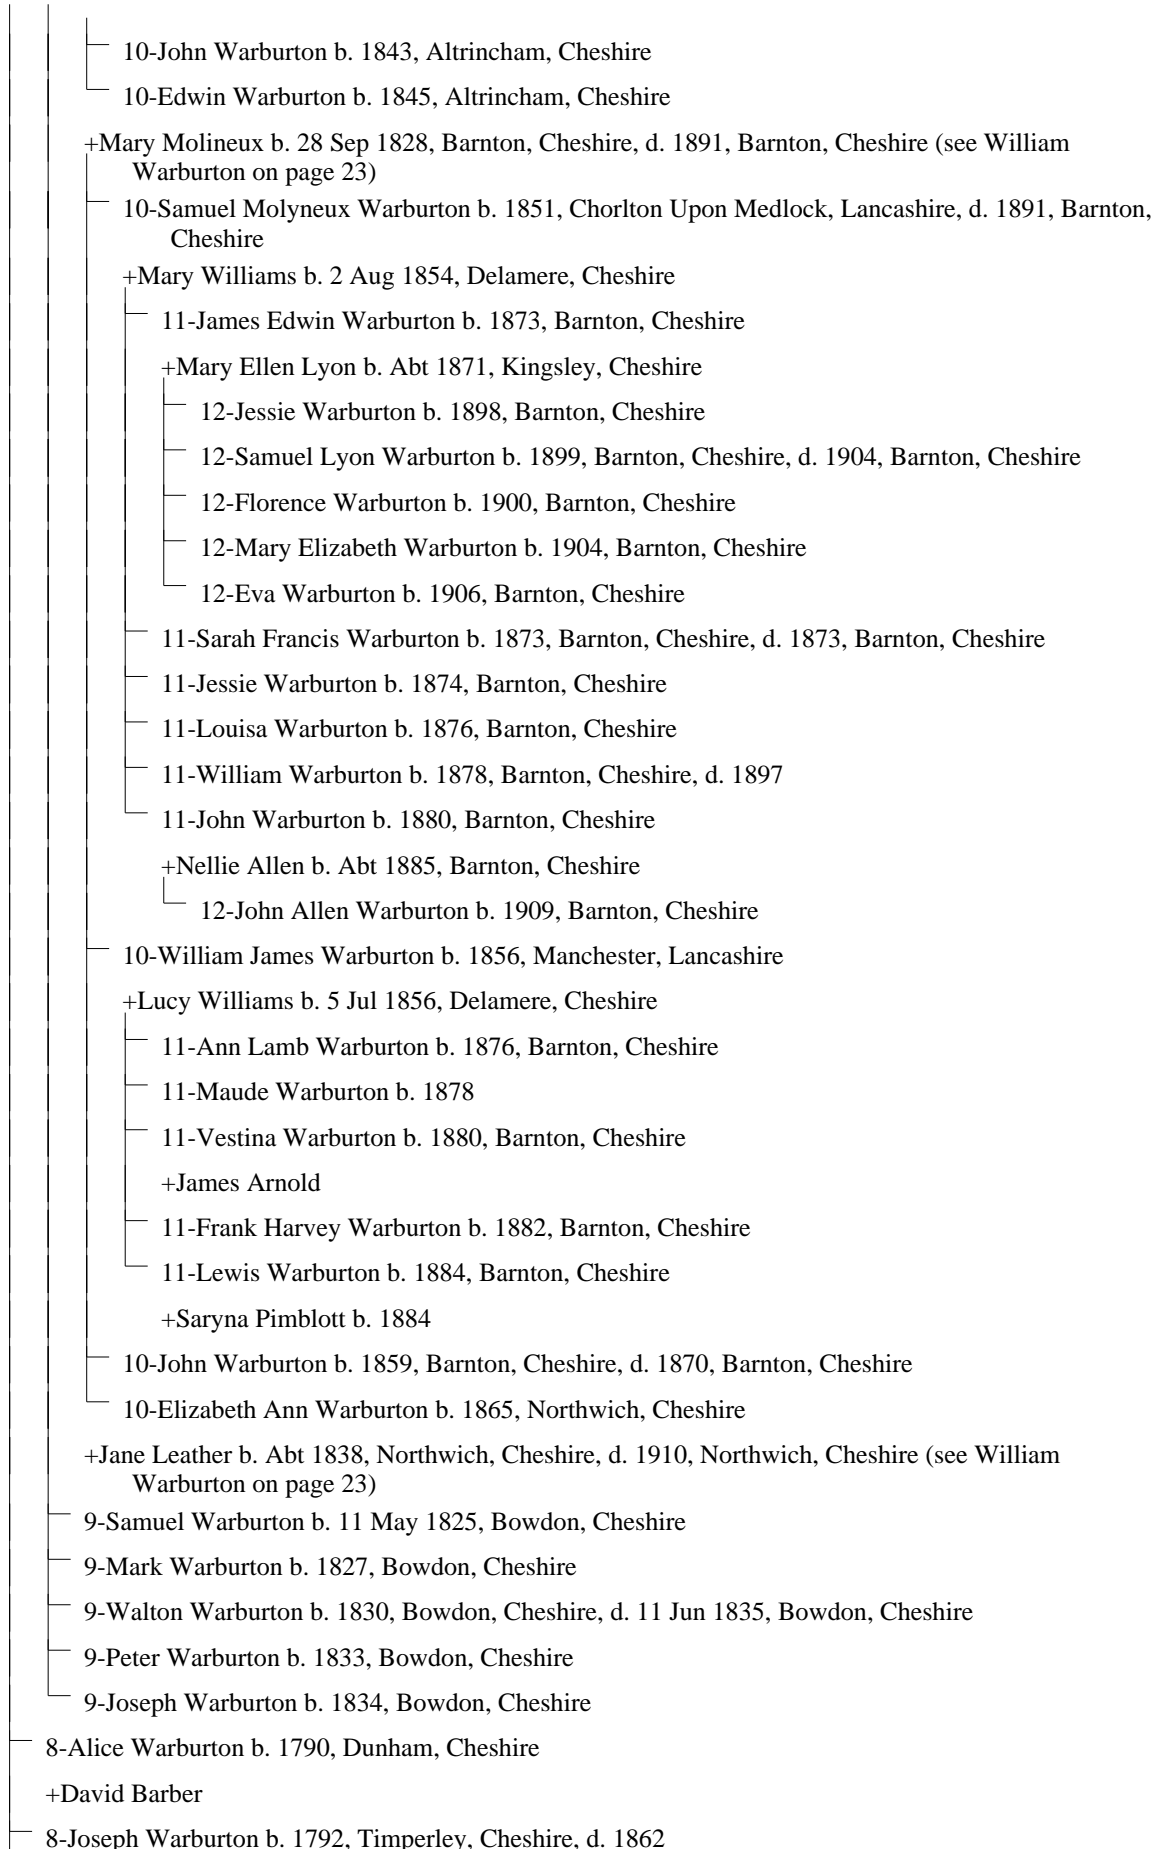 10-John Warburton b. 1843, Altrincham, Cheshire
10-Edwin Warburton b. 1845, Altrincham, Cheshire
+Mary Molineux b. 28 Sep 1828, Barnton, Cheshire, d. 1891, Barnton, Cheshire (see William
Warburton on page 23)
10-Samuel Molyneux Warburton b. 1851, Chorlton Upon Medlock, Lancashire, d. 1891, Barnton,
Cheshire
+Mary Williams b. 2 Aug 1854, Delamere, Cheshire
11-James Edwin Warburton b. 1873, Barnton, Cheshire
+Mary Ellen Lyon b. Abt 1871, Kingsley, Cheshire
12-Jessie Warburton b. 1898, Barnton, Cheshire
12-Samuel Lyon Warburton b. 1899, Barnton, Cheshire, d. 1904, Barnton, Cheshire
12-Florence Warburton b. 1900, Barnton, Cheshire
12-Mary Elizabeth Warburton b. 1904, Barnton, Cheshire
12-Eva Warburton b. 1906, Barnton, Cheshire
11-Sarah Francis Warburton b. 1873, Barnton, Cheshire, d. 1873, Barnton, Cheshire
11-Jessie Warburton b. 1874, Barnton, Cheshire
11-Louisa Warburton b. 1876, Barnton, Cheshire
11-William Warburton b. 1878, Barnton, Cheshire, d. 1897
11-John Warburton b. 1880, Barnton, Cheshire
+Nellie Allen b. Abt 1885, Barnton, Cheshire
12-John Allen Warburton b. 1909, Barnton, Cheshire
10-William James Warburton b. 1856, Manchester, Lancashire
+Lucy Williams b. 5 Jul 1856, Delamere, Cheshire
11-Ann Lamb Warburton b. 1876, Barnton, Cheshire
11-Maude Warburton b. 1878
11-Vestina Warburton b. 1880, Barnton, Cheshire
+James Arnold
11-Frank Harvey Warburton b. 1882, Barnton, Cheshire
11-Lewis Warburton b. 1884, Barnton, Cheshire
+Saryna Pimblott b. 1884
10-John Warburton b. 1859, Barnton, Cheshire, d. 1870, Barnton, Cheshire
10-Elizabeth Ann Warburton b. 1865, Northwich, Cheshire
+Jane Leather b. Abt 1838, Northwich, Cheshire, d. 1910, Northwich, Cheshire (see William
Warburton on page 23)
9-Samuel Warburton b. 11 May 1825, Bowdon, Cheshire
9-Mark Warburton b. 1827, Bowdon, Cheshire
9-Walton Warburton b. 1830, Bowdon, Cheshire, d. 11 Jun 1835, Bowdon, Cheshire
9-Peter Warburton b. 1833, Bowdon, Cheshire
9-Joseph Warburton b. 1834, Bowdon, Cheshire
8-Alice Warburton b. 1790, Dunham, Cheshire
+David Barber
8-Joseph Warburton b. 1792, Timperley, Cheshire, d. 1862